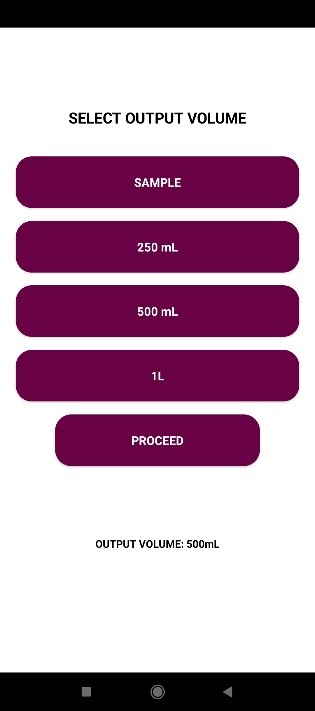 SELECT OUTPUT VOLUME
SAMPLE
250 mL
500 mL
1L
PROCEED
OUTPUT VOLUME: 500mL